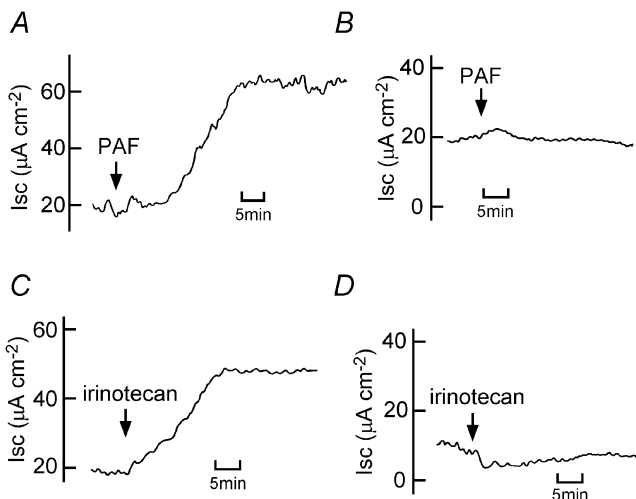 A
Isc (μA cm-2)
60
40
20
PAF
5min
B
Isc (μA cm-2)
40
20
0
PAF
5min
C
Isc (μA cm-2)
60
40
20
irinotecan
5min
D
Isc (μA cm-2)
40
20
0
irinotecan
5min